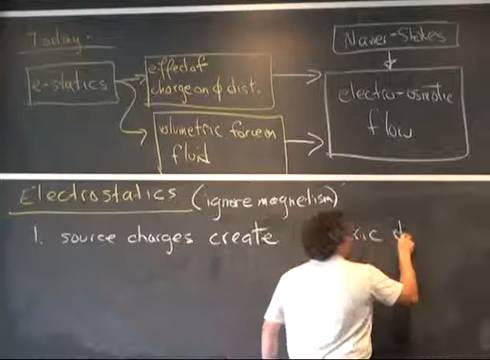 Today.
e-statics
effect of
charge on ϕ dist.
volumetric force on
fluid
Navier-Stokes
electro-osmotic
flow
Electrostatics (ignore magnetism)
1. source charges create